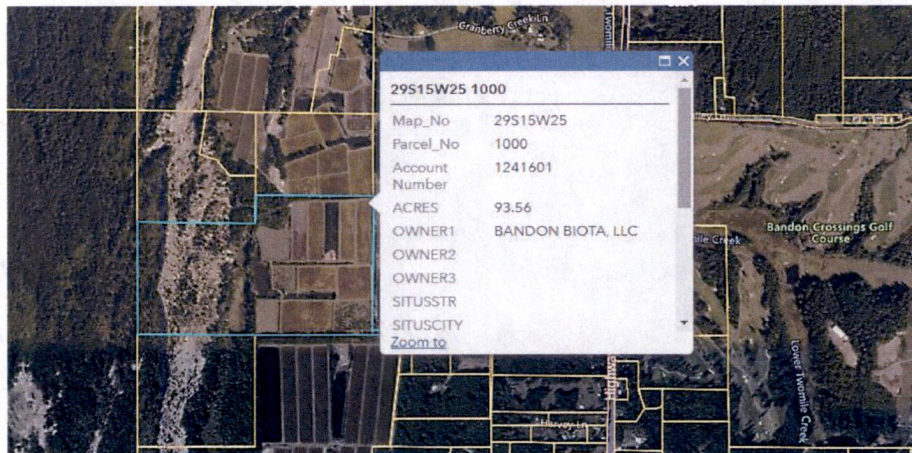 Cranberry Creek Ln
29S15W25 1000
Map_No 29S15W25
Parcel_No 1000
Account
Number 1241601
ACRES 93.56
OWNER1 BANDON BIOTA, LLC
OWNER2
OWNER3
SITUSSTR
SITUSCITY
Zoom to
Bandon Crossings Golf
Course
Creek
Lower Twomile Creek
Harvey Ln